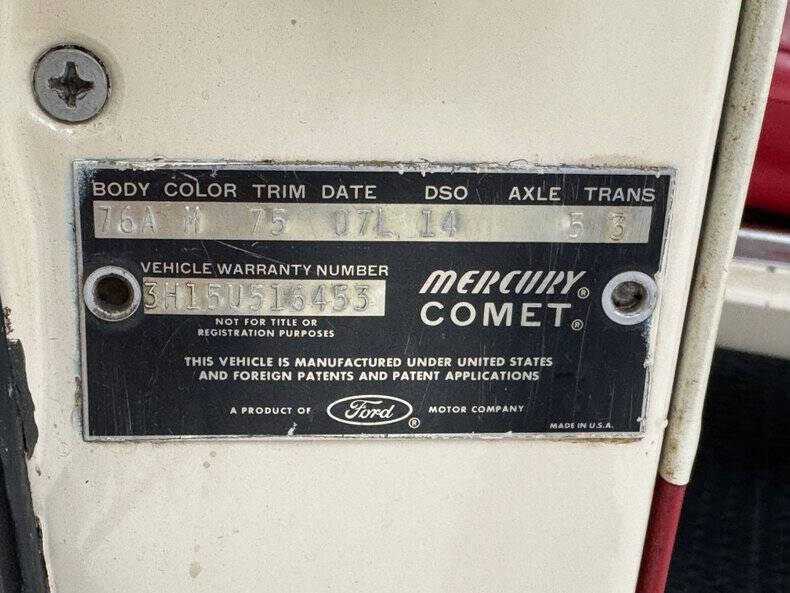 BODY COLOR TRIM DATE DSO AXLE TRANS
76A M 75 07L 14 5 3
VEHICLE WARRANTY NUMBER
3H15U516453
NOT FOR TITLE OR
REGISTRATION PURPOSES
MERCURY®
COMET®
THIS VEHICLE IS MANUFACTURED UNDER UNITED STATES
AND FOREIGN PATENTS AND PATENT APPLICATIONS
A PRODUCT OF Ford® MOTOR COMPANY
MADE IN U.S.A.